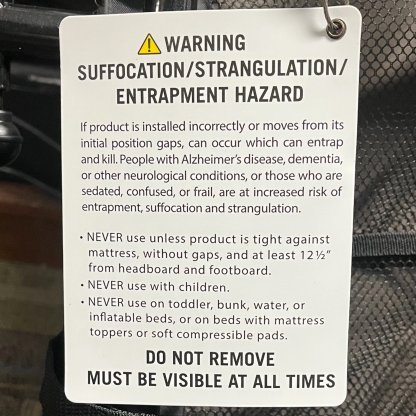 ⚠ WARNING
SUFFOCATION/STRANGULATION/
ENTRAPMENT HAZARD
If product is installed incorrectly or moves from its
initial position gaps, can occur which can entrap
and kill. People with Alzheimer's disease, dementia,
or other neurological conditions, or those who are
sedated, confused, or frail, are at increased risk of
entrapment, suffocation and strangulation.
• NEVER use unless product is tight against
mattress, without gaps, and at least 12 ½"
from headboard and footboard.
• NEVER use with children.
• NEVER use on toddler, bunk, water, or
inflatable beds, or on beds with mattress
toppers or soft compressible pads.
DO NOT REMOVE
MUST BE VISIBLE AT ALL TIMES